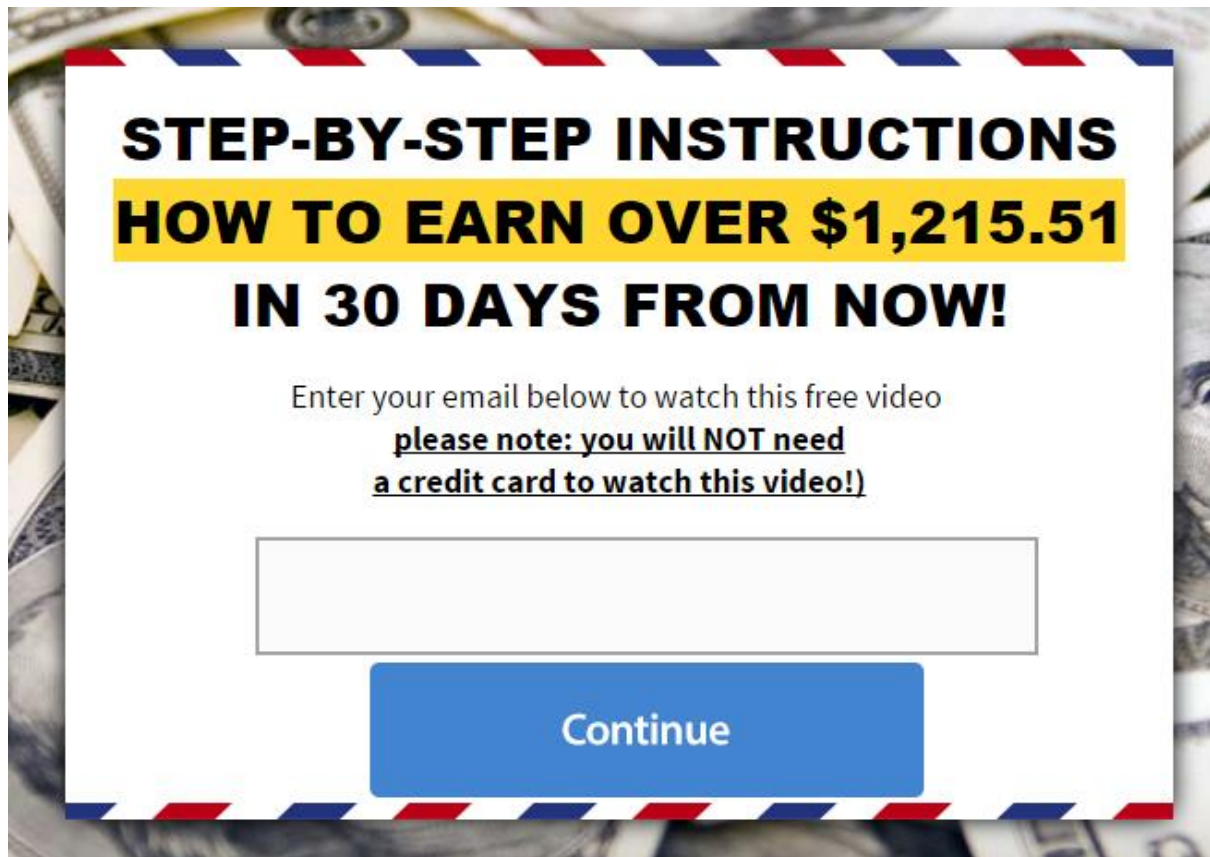 STEP-BY-STEP INSTRUCTIONS
HOW TO EARN OVER $1,215.51
IN 30 DAYS FROM NOW!
Enter your email below to watch this free video
please note: you will NOT need
a credit card to watch this video!)
Continue